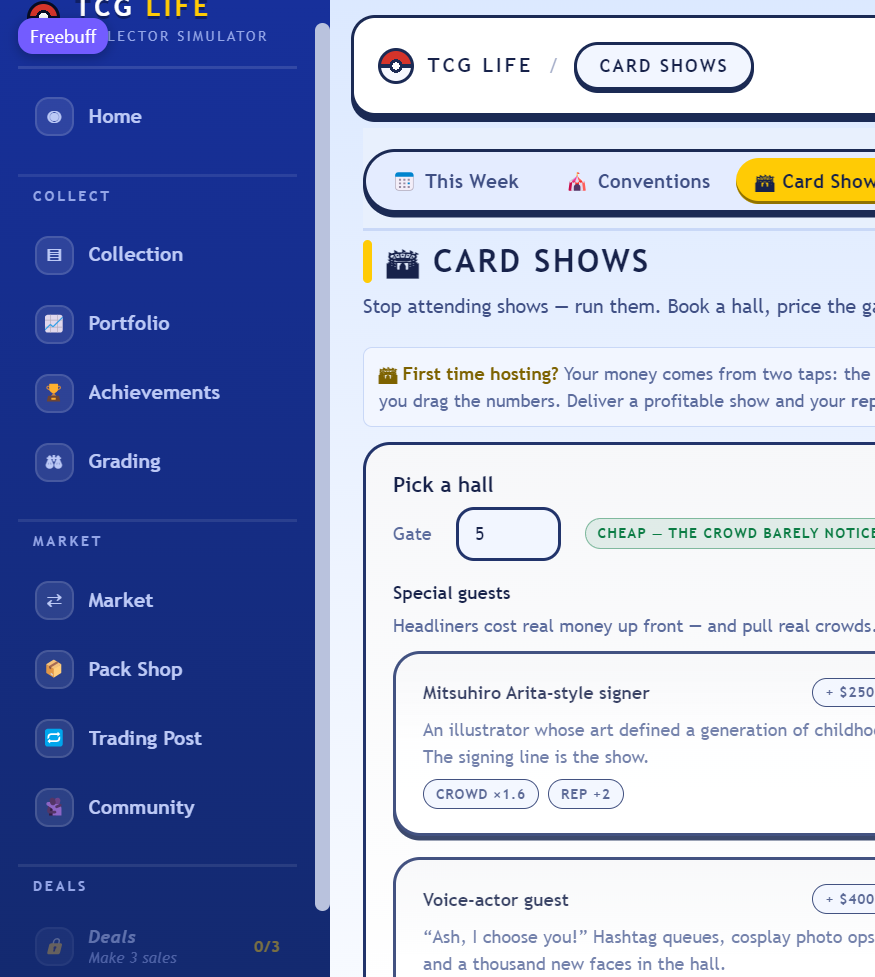 TCG LIFE
Freebuff
LECTOR SIMULATOR
Home
COLLECT
Collection
Portfolio
Achievements
Grading
MARKET
Market
Pack Shop
Trading Post
Community
DEALS
Deals
Make 3 sales
0/3
TCG LIFE / CARD SHOWS
This Week
Conventions
Card Show
CARD SHOWS
Stop attending shows — run them. Book a hall, price the ga
First time hosting? Your money comes from two taps: the
you drag the numbers. Deliver a profitable show and your rep
Pick a hall
Gate
5
CHEAP — THE CROWD BARELY NOTICE
Special guests
Headliners cost real money up front — and pull real crowds.
Mitsuhiro Arita-style signer
+ $250
An illustrator whose art defined a generation of childhoo
The signing line is the show.
CROWD ×1.6
REP +2
Voice-actor guest
+ $400
“Ash, I choose you!” Hashtag queues, cosplay photo ops
and a thousand new faces in the hall.